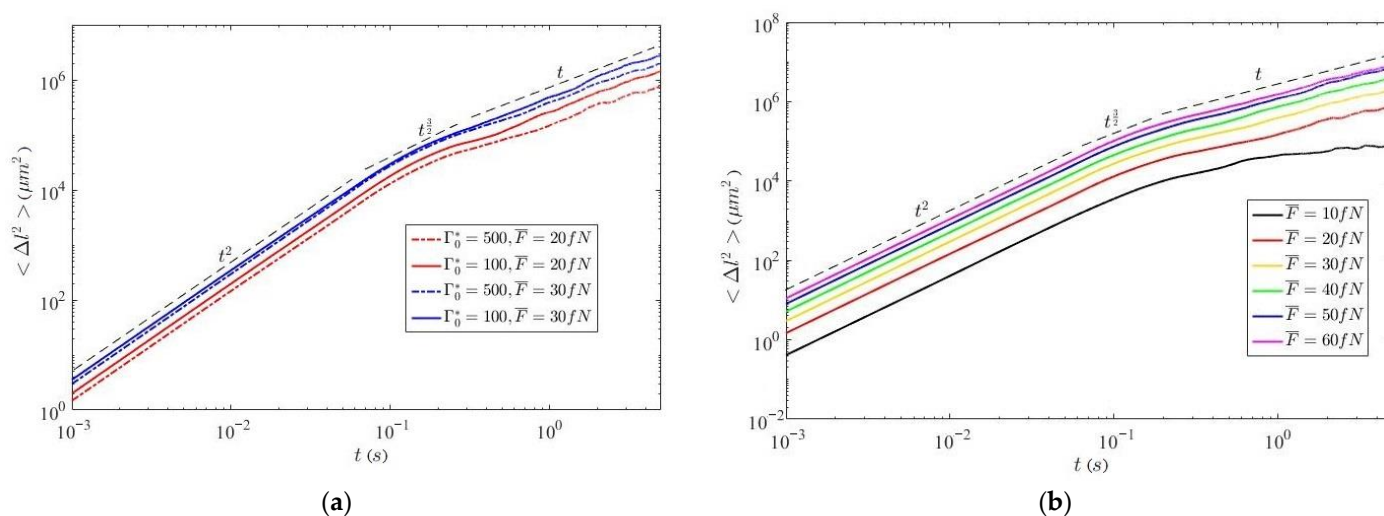 < Δl² > (μm²)
10⁶
10⁴
10²
10⁰
10⁻³
10⁻²
10⁻¹
10⁰
t (s)
t²
t^{3/2}
t
Γ₀* = 500, F̅ = 20fN
Γ₀* = 100, F̅ = 20fN
Γ₀* = 500, F̅ = 30fN
Γ₀* = 100, F̅ = 30fN
(a)
< Δl² > (μm²)
10⁸
10⁶
10⁴
10²
10⁰
10⁻²
10⁻³
10⁻²
10⁻¹
10⁰
t (s)
t²
t^{3/2}
t
F̅ = 10fN
F̅ = 20fN
F̅ = 30fN
F̅ = 40fN
F̅ = 50fN
F̅ = 60fN
(b)